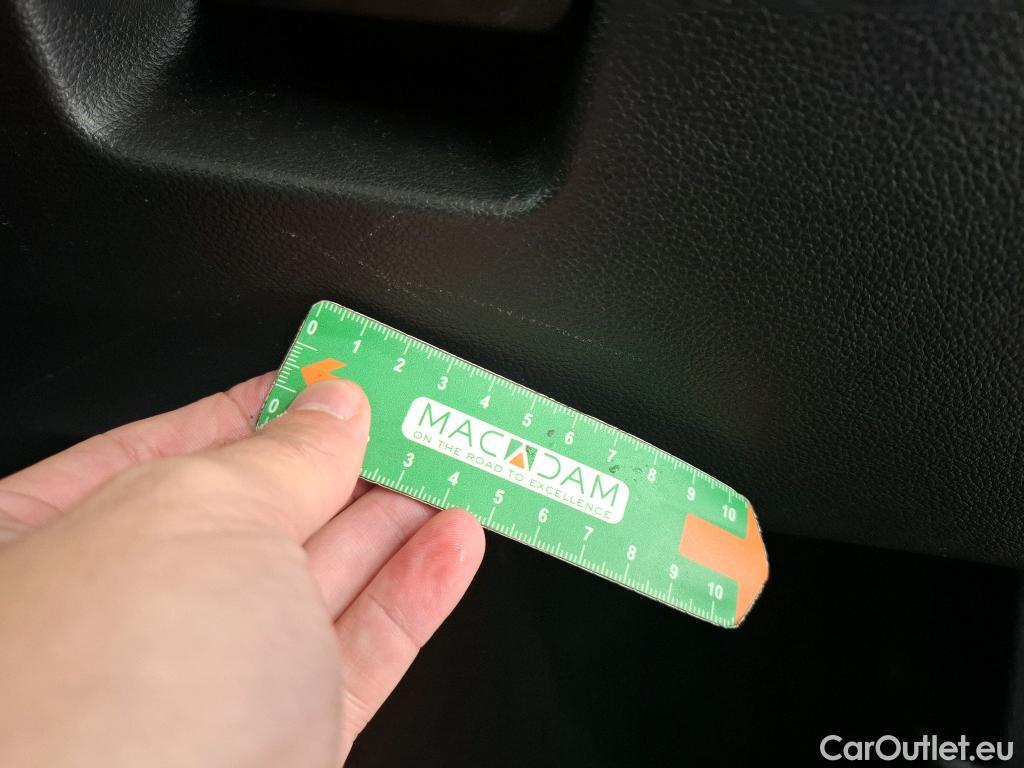 0 1 2 3 4 5 6 7 8 9 10
MACADAM
ON THE ROAD TO EXCELLENCE
0 3 4 5 6 7 8 9 10
CarOutlet.eu